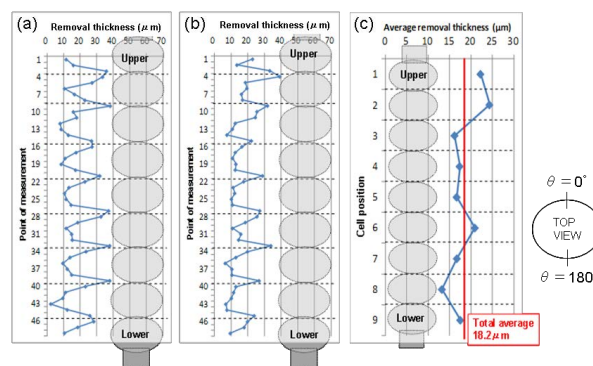 (a)
Removal thickness (μm)
0 10 20 30 40 50 60 70
Point of measurement
1
4
7
10
13
16
19
22
25
28
31
34
37
40
43
46
Upper
Lower
(b)
Removal thickness (μm)
0 10 20 30 40 50 60 70
Point of measurement
1
4
7
10
13
16
19
22
25
28
31
34
37
40
43
46
Upper
Lower
(c)
Average removal thickness (μm)
0 5 10 15 20 25 30
Cell position
1
2
3
4
5
6
7
8
9
Upper
Lower
Total average
18.2μm
θ = 0°
TOP
VIEW
θ = 180